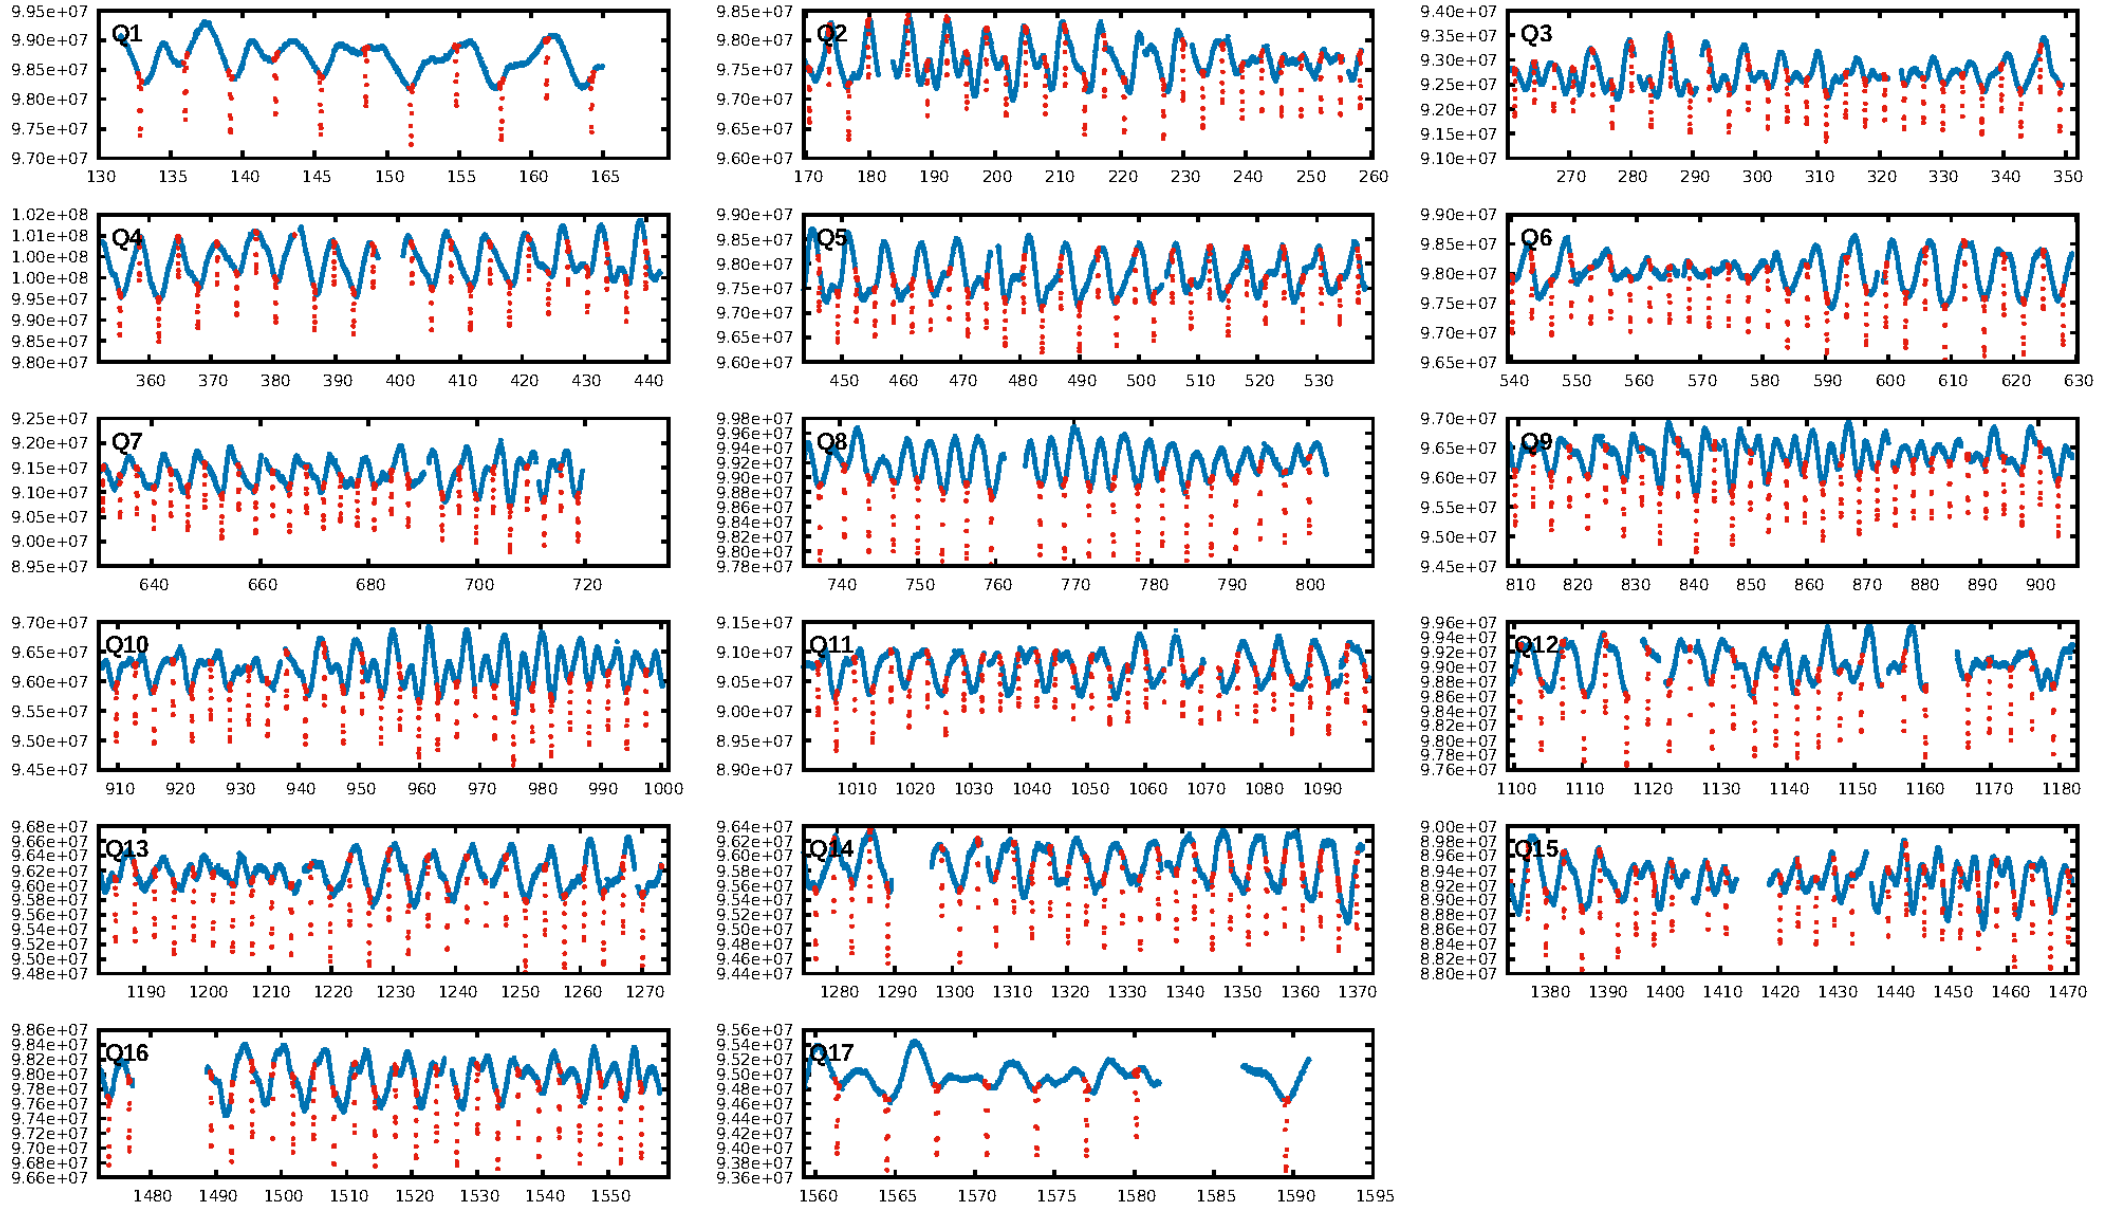 9.95e+07
Q1
9.90e+07
9.85e+07
9.80e+07
9.75e+07
9.70e+07
130 135 140 145 150 155 160 165
9.85e+07
Q2
9.80e+07
9.75e+07
9.70e+07
9.65e+07
9.60e+07
170 180 190 200 210 220 230 240 250 260
9.40e+07
Q3
9.35e+07
9.30e+07
9.25e+07
9.20e+07
9.15e+07
9.10e+07
270 280 290 300 310 320 330 340 350
1.02e+08
Q4
1.01e+08
1.00e+08
1.00e+08
9.95e+07
9.90e+07
9.85e+07
9.80e+07
360 370 380 390 400 410 420 430 440
9.90e+07
Q5
9.85e+07
9.80e+07
9.75e+07
9.70e+07
9.65e+07
9.60e+07
450 460 470 480 490 500 510 520 530
9.90e+07
Q6
9.85e+07
9.80e+07
9.75e+07
9.70e+07
9.65e+07
540 550 560 570 580 590 600 610 620 630
9.25e+07
Q7
9.20e+07
9.15e+07
9.10e+07
9.05e+07
9.00e+07
8.95e+07
640 660 680 700 720
9.98e+07
9.96e+07
Q8
9.94e+07
9.92e+07
9.90e+07
9.88e+07
9.86e+07
9.84e+07
9.82e+07
9.80e+07
9.78e+07
740 750 760 770 780 790 800
9.70e+07
Q9
9.65e+07
9.60e+07
9.55e+07
9.50e+07
9.45e+07
810 820 830 840 850 860 870 880 890 900
9.70e+07
Q10
9.65e+07
9.60e+07
9.55e+07
9.50e+07
9.45e+07
910 920 930 940 950 960 970 980 990 1000
9.15e+07
Q11
9.10e+07
9.05e+07
9.00e+07
8.95e+07
8.90e+07
1010 1020 1030 1040 1050 1060 1070 1080 1090
9.96e+07
9.94e+07
Q12
9.92e+07
9.90e+07
9.88e+07
9.86e+07
9.84e+07
9.82e+07
9.80e+07
9.78e+07
9.76e+07
1100 1110 1120 1130 1140 1150 1160 1170 1180
9.68e+07
9.66e+07
Q13
9.64e+07
9.62e+07
9.60e+07
9.58e+07
9.56e+07
9.54e+07
9.52e+07
9.50e+07
9.48e+07
1190 1200 1210 1220 1230 1240 1250 1260 1270
9.64e+07
9.62e+07
Q14
9.60e+07
9.58e+07
9.56e+07
9.54e+07
9.52e+07
9.50e+07
9.48e+07
9.46e+07
9.44e+07
1280 1290 1300 1310 1320 1330 1340 1350 1360 1370
9.00e+07
8.98e+07
Q15
8.96e+07
8.94e+07
8.92e+07
8.90e+07
8.88e+07
8.86e+07
8.84e+07
8.82e+07
8.80e+07
1380 1390 1400 1410 1420 1430 1440 1450 1460 1470
9.86e+07
9.84e+07
Q16
9.82e+07
9.80e+07
9.78e+07
9.76e+07
9.74e+07
9.72e+07
9.70e+07
9.68e+07
9.66e+07
1480 1490 1500 1510 1520 1530 1540 1550
9.56e+07
9.54e+07
Q17
9.52e+07
9.50e+07
9.48e+07
9.46e+07
9.44e+07
9.42e+07
9.40e+07
9.38e+07
9.36e+07
1560 1565 1570 1575 1580 1585 1590 1595